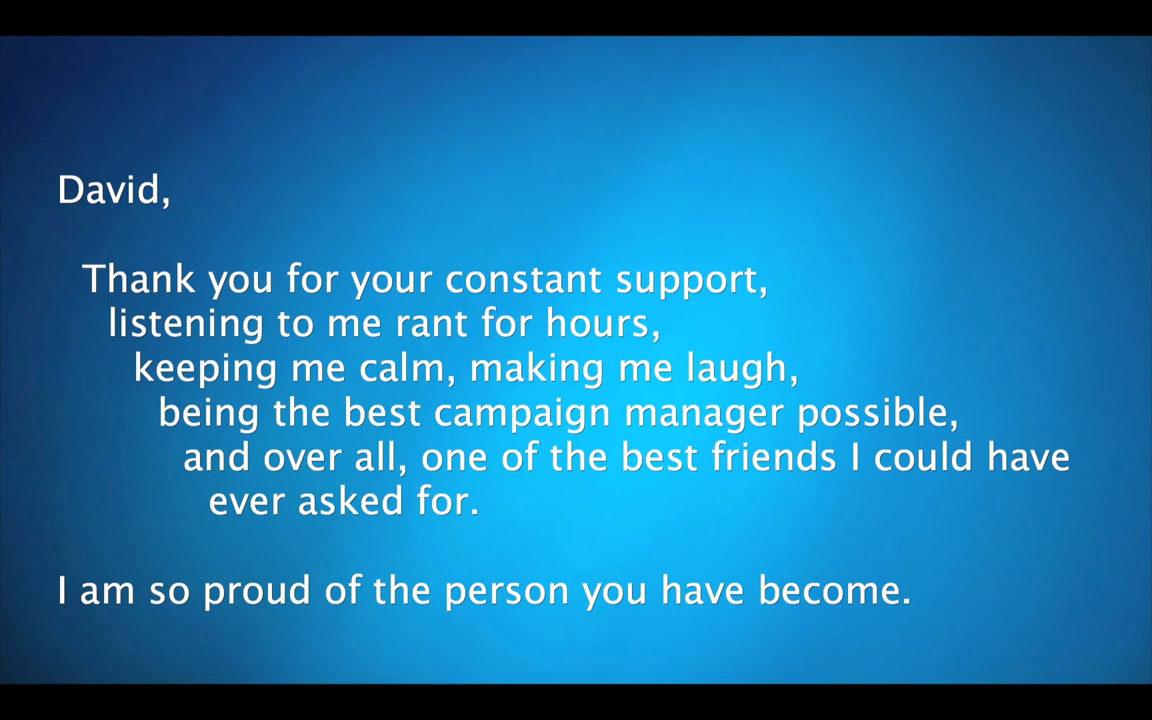 David,
Thank you for your constant support,
listening to me rant for hours,
keeping me calm, making me laugh,
being the best campaign manager possible,
and over all, one of the best friends I could have
ever asked for.
I am so proud of the person you have become.